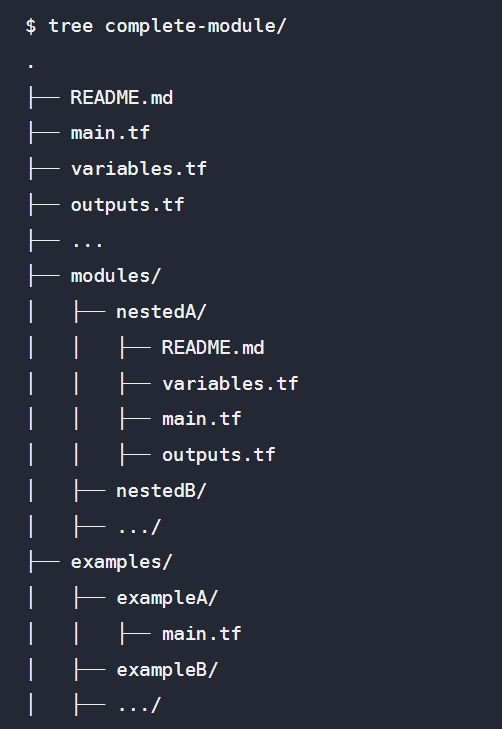 $ tree complete-module/
.
├── README.md
├── main.tf
├── variables.tf
├── outputs.tf
├── ...
├── modules/
│   ├── nestedA/
│   │   ├── README.md
│   │   ├── variables.tf
│   │   ├── main.tf
│   │   ├── outputs.tf
│   ├── nestedB/
│   ├── .../
├── examples/
│   ├── exampleA/
│   │   ├── main.tf
│   ├── exampleB/
│   ├── .../